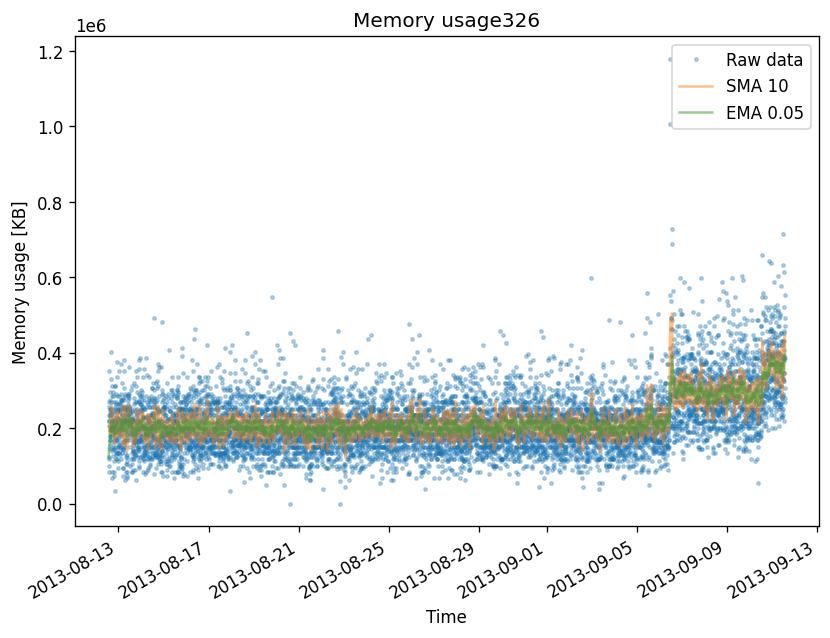 Memory usage326
1e6
Raw data
SMA 10
EMA 0.05
Memory usage [KB]
1.2
1.0
0.8
0.6
0.4
0.2
0.0
2013-08-13
2013-08-17
2013-08-21
2013-08-25
2013-08-29
2013-09-01
2013-09-05
2013-09-09
2013-09-13
Time